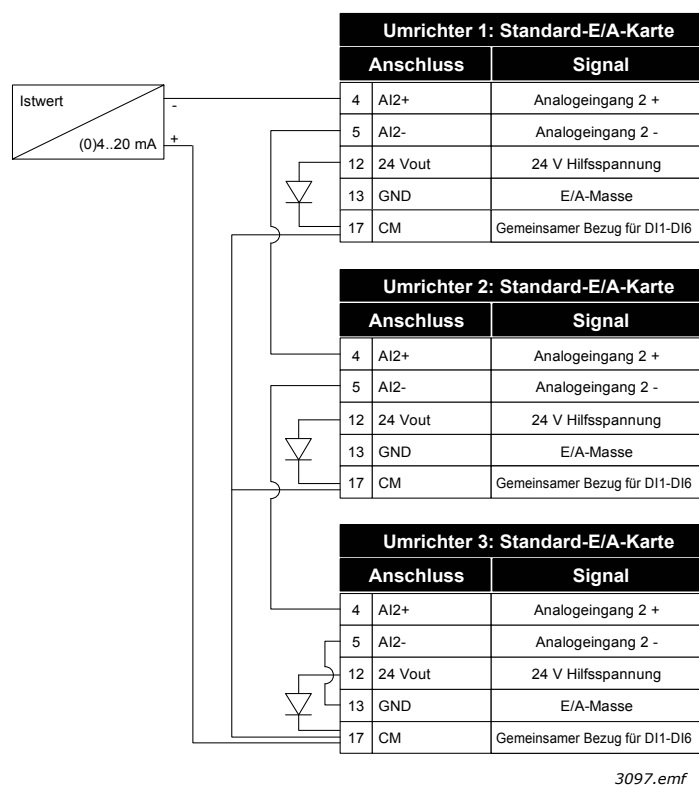 Umrichter 1: Standard-E/A-Karte
Anschluss Signal
Istwert
-
(0)4..20 mA
+
4 AI2+ Analogeingang 2 +
5 AI2- Analogeingang 2 -
12 24 Vout 24 V Hilfsspannung
13 GND E/A-Masse
17 CM Gemeinsamer Bezug für DI1-DI6
Umrichter 2: Standard-E/A-Karte
Anschluss Signal
4 AI2+ Analogeingang 2 +
5 AI2- Analogeingang 2 -
12 24 Vout 24 V Hilfsspannung
13 GND E/A-Masse
17 CM Gemeinsamer Bezug für DI1-DI6
Umrichter 3: Standard-E/A-Karte
Anschluss Signal
4 AI2+ Analogeingang 2 +
5 AI2- Analogeingang 2 -
12 24 Vout 24 V Hilfsspannung
13 GND E/A-Masse
17 CM Gemeinsamer Bezug für DI1-DI6
3097.emf